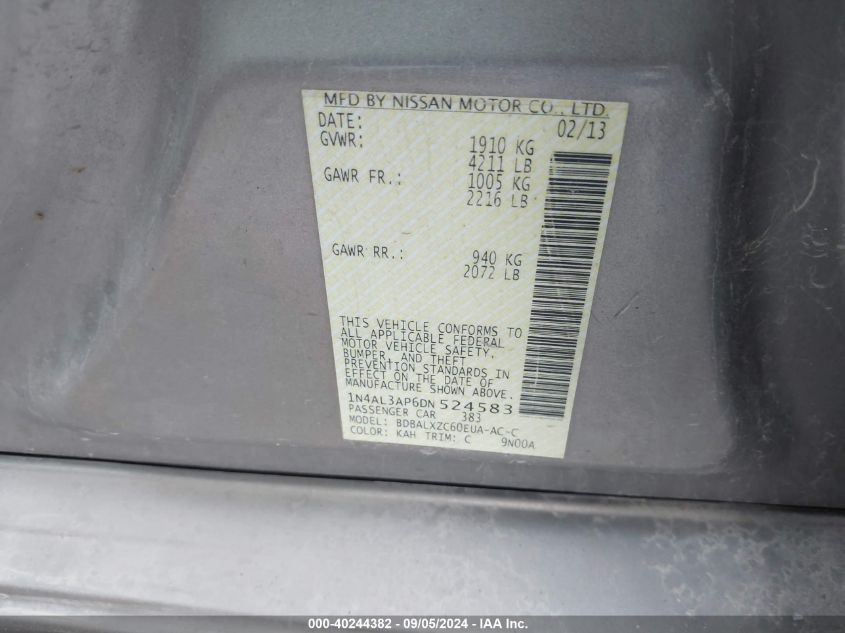 MFD BY NISSAN MOTOR CO., LTD.
DATE: 02/13
GVWR: 1910 KG
4211 LB
GAWR FR.: 1005 KG
2216 LB
GAWR RR.: 940 KG
2072 LB
THIS VEHICLE CONFORMS TO
ALL APPLICABLE FEDERAL
MOTOR VEHICLE SAFETY,
BUMPER, AND THEFT
PREVENTION STANDARDS IN
EFFECT ON THE DATE OF
MANUFACTURE SHOWN ABOVE.
1N4AL3AP6DN524583
PASSENGER CAR 383
MODEL: BDBALXZC60EUA-AC-C
COLOR: KAH TRIM: C 9N00A
000-40244382 - 09/05/2024 - IAA Inc.